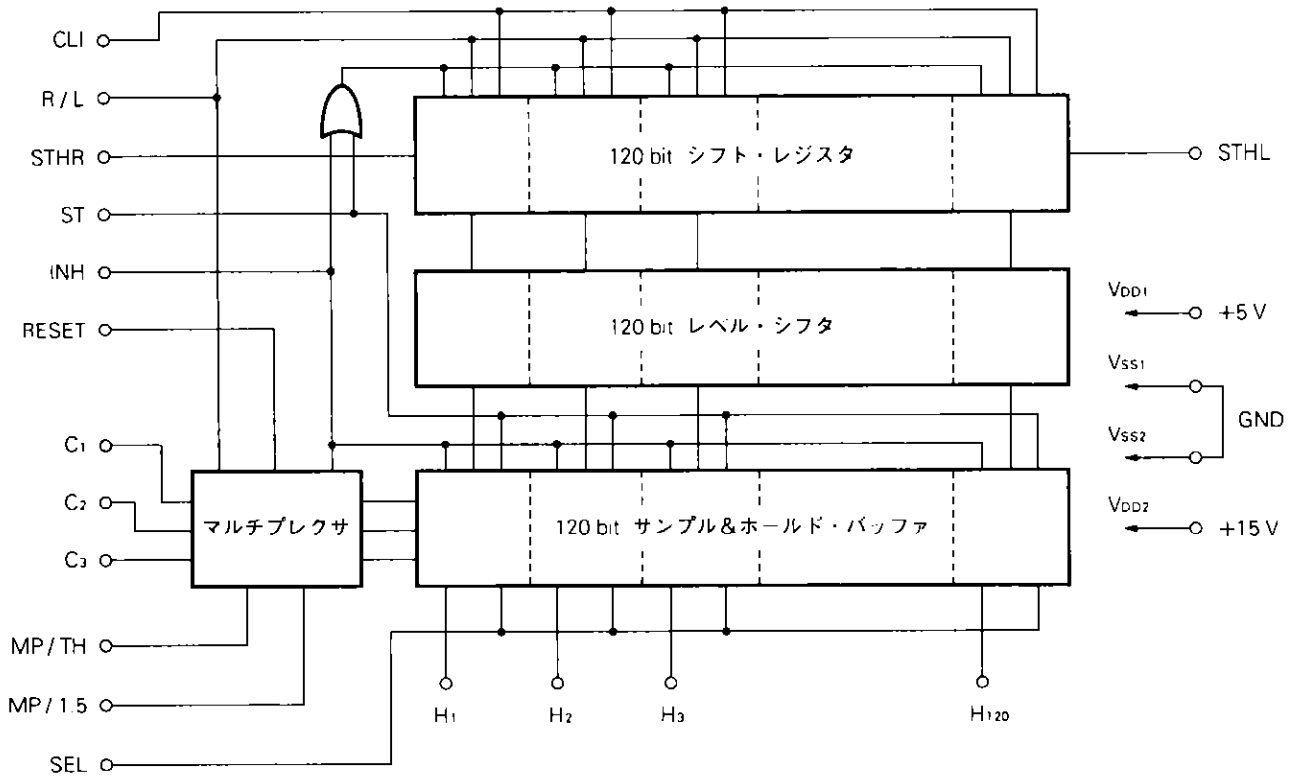 CLI
R / L
STHR
120 bit シフト・レジスタ
STHL
ST
INH
RESET
120 bit レベル・シフタ
VDD1
+5 V
VSS1
GND
VSS2
C1
C2
C3
マルチプレクサ
120 bit サンプル&ホールド・バッファ
VDD2
+15 V
MP / TH
MP / 1.5
SEL
H1
H2
H3
H120